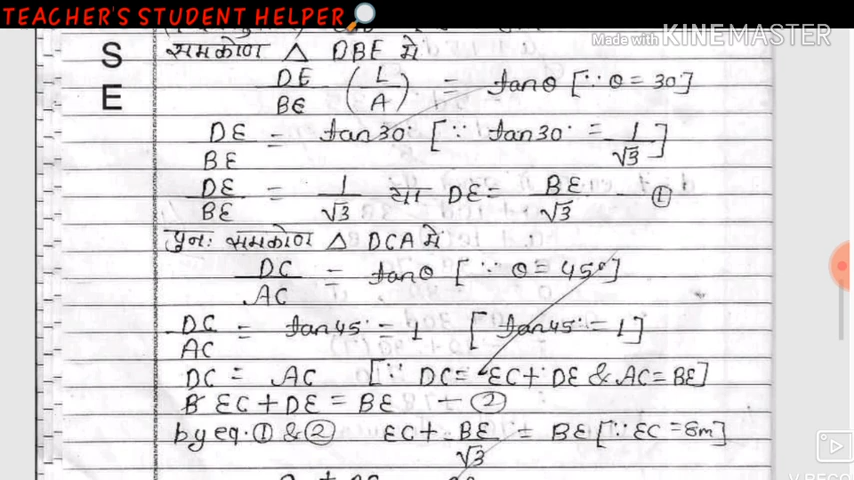 TEACHER'S STUDENT HELPER
Made with KINEMASTER
S
E
समकोण △ DBE में
DE/BE (L/A) = tanθ [∵ θ = 30°]
DE/BE = tan30° [∵ tan30° = 1/√3]
DE/BE = 1/√3 या DE = BE/√3 ①
पुनः समकोण △ DCA में
DC/AC = tanθ [∵ θ = 45°]
DC/AC = tan45° = 1 [tan45° = 1]
DC = AC [∵ DC = EC + DE & AC = BE]
EC + DE = BE – ②
by eq. ① & ② EC + BE/√3 = BE [∵ EC = 8m]